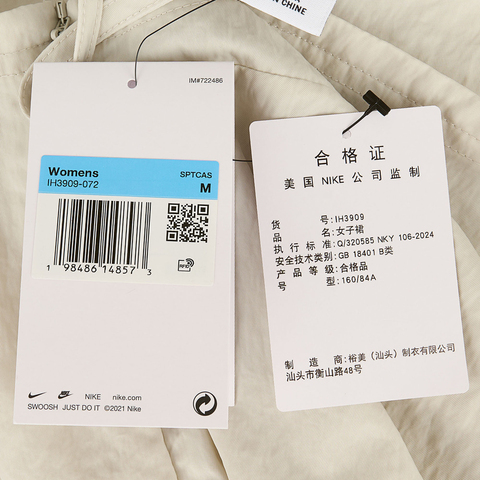 CHINE
IM#722486
Womens
SPTCAS
IH3909-072
M
1 98486 14857 3
NIKE nike.com
SWOOSH JUST DO IT ©2021 Nike
合格证
美国 NIKE 公司监制
货号:IH3909
品名:女子裙
执行标准:Q/320585 NKY 106-2024
安全技术类别:GB 18401 B类
产品等级:合格品
号型:160/84A
制造商:裕美(汕头)制衣有限公司
汕头市衡山路48号